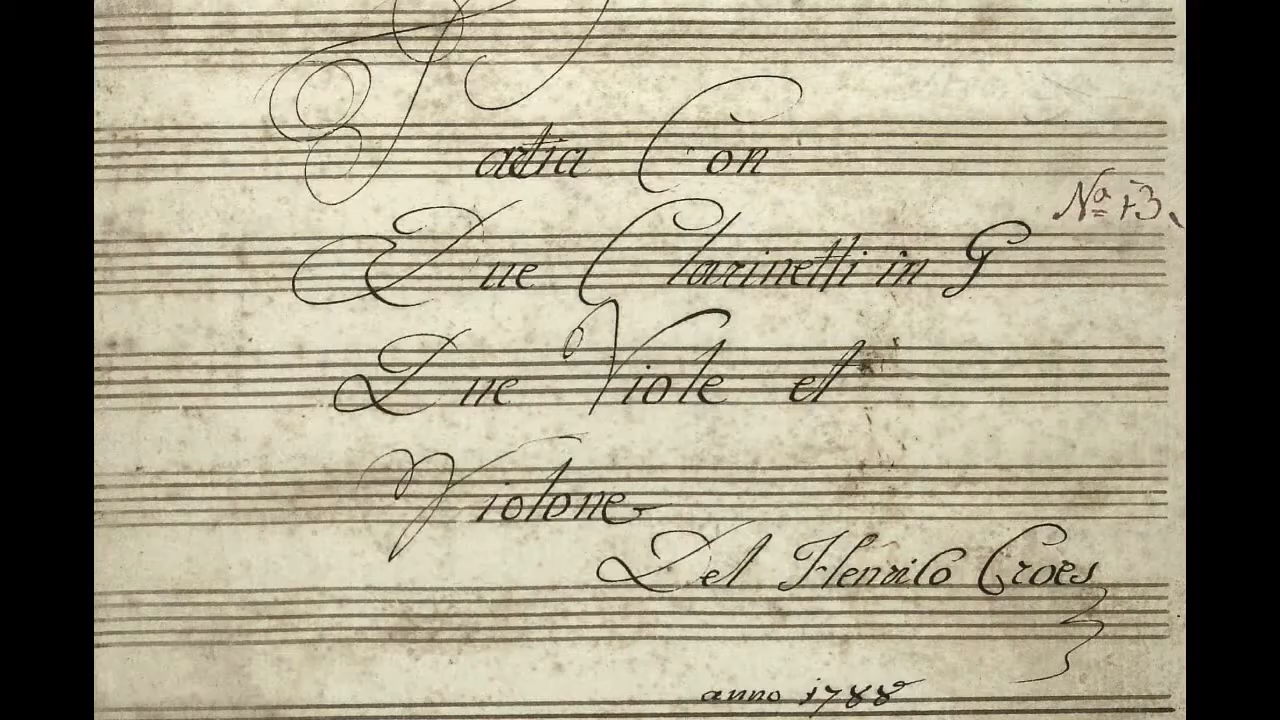 Partia Con
Nº 13.
Due Clarinetti in G
Due Viole et
Violone
Del Henrico Croes
anno 1788